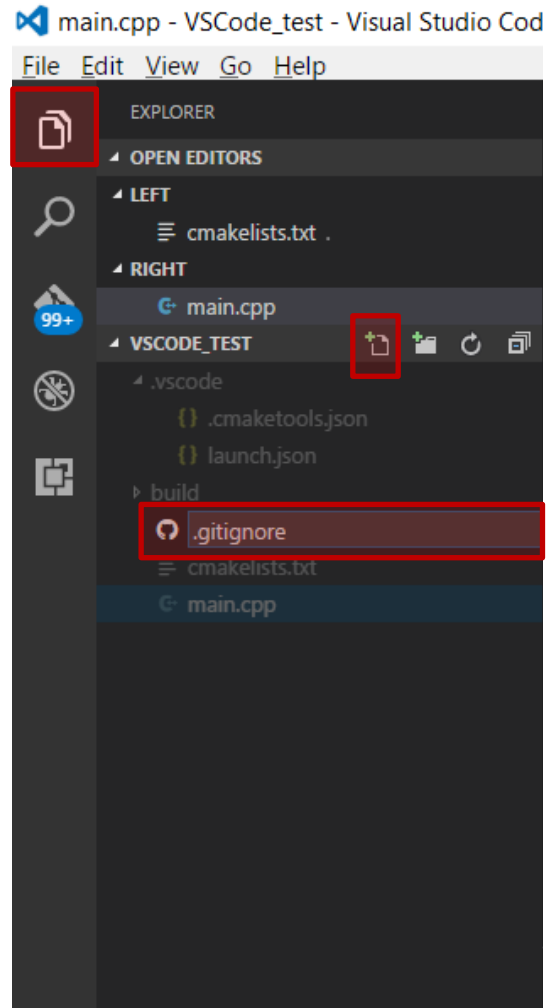 main.cpp - VSCode_test - Visual Studio Cod
File Edit View Go Help
EXPLORER
OPEN EDITORS
LEFT
cmakelists.txt .
RIGHT
main.cpp
99+
VSCODE_TEST
.vscode
{} .cmaketools.json
{} launch.json
build
.gitignore
cmakelists.txt
main.cpp